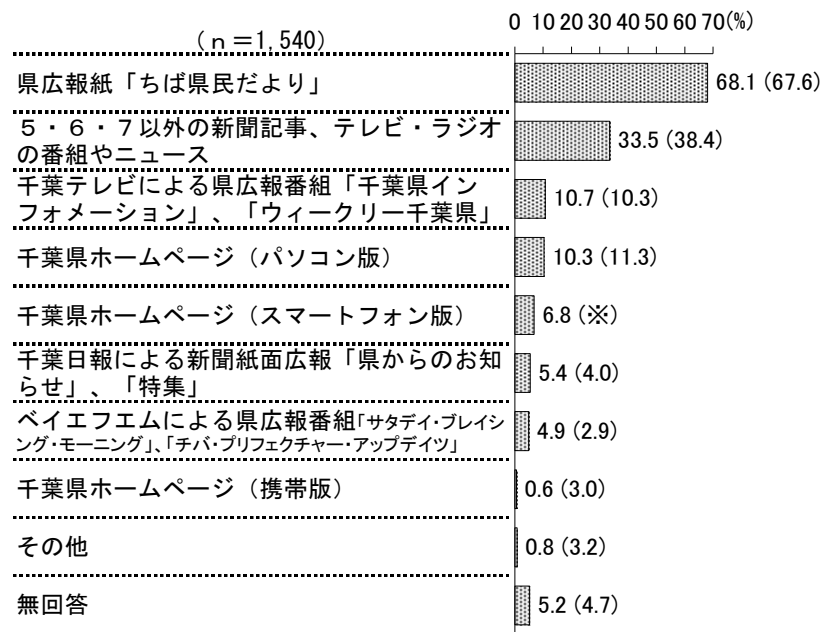 0 10 20 30 40 50 60 70(%)
(n=1,540)
県広報紙「ちば県民だより」
68.1 (67.6)
5・6・7以外の新聞記事、テレビ・ラジオ
の番組やニュース
33.5 (38.4)
千葉テレビによる県広報番組「千葉県イン
フォメーション」、「ウィークリー千葉県」
10.7 (10.3)
千葉県ホームページ(パソコン版)
10.3 (11.3)
千葉県ホームページ(スマートフォン版)
6.8 (※)
千葉日報による新聞紙面広報「県からのお知
らせ」、「特集」
5.4 (4.0)
ベイエフエムによる県広報番組「サタデイ・ブレイシ
ング・モーニング」、「チバ・プリフェクチャー・アップデイツ」
4.9 (2.9)
千葉県ホームページ(携帯版)
0.6 (3.0)
その他
0.8 (3.2)
無回答
5.2 (4.7)